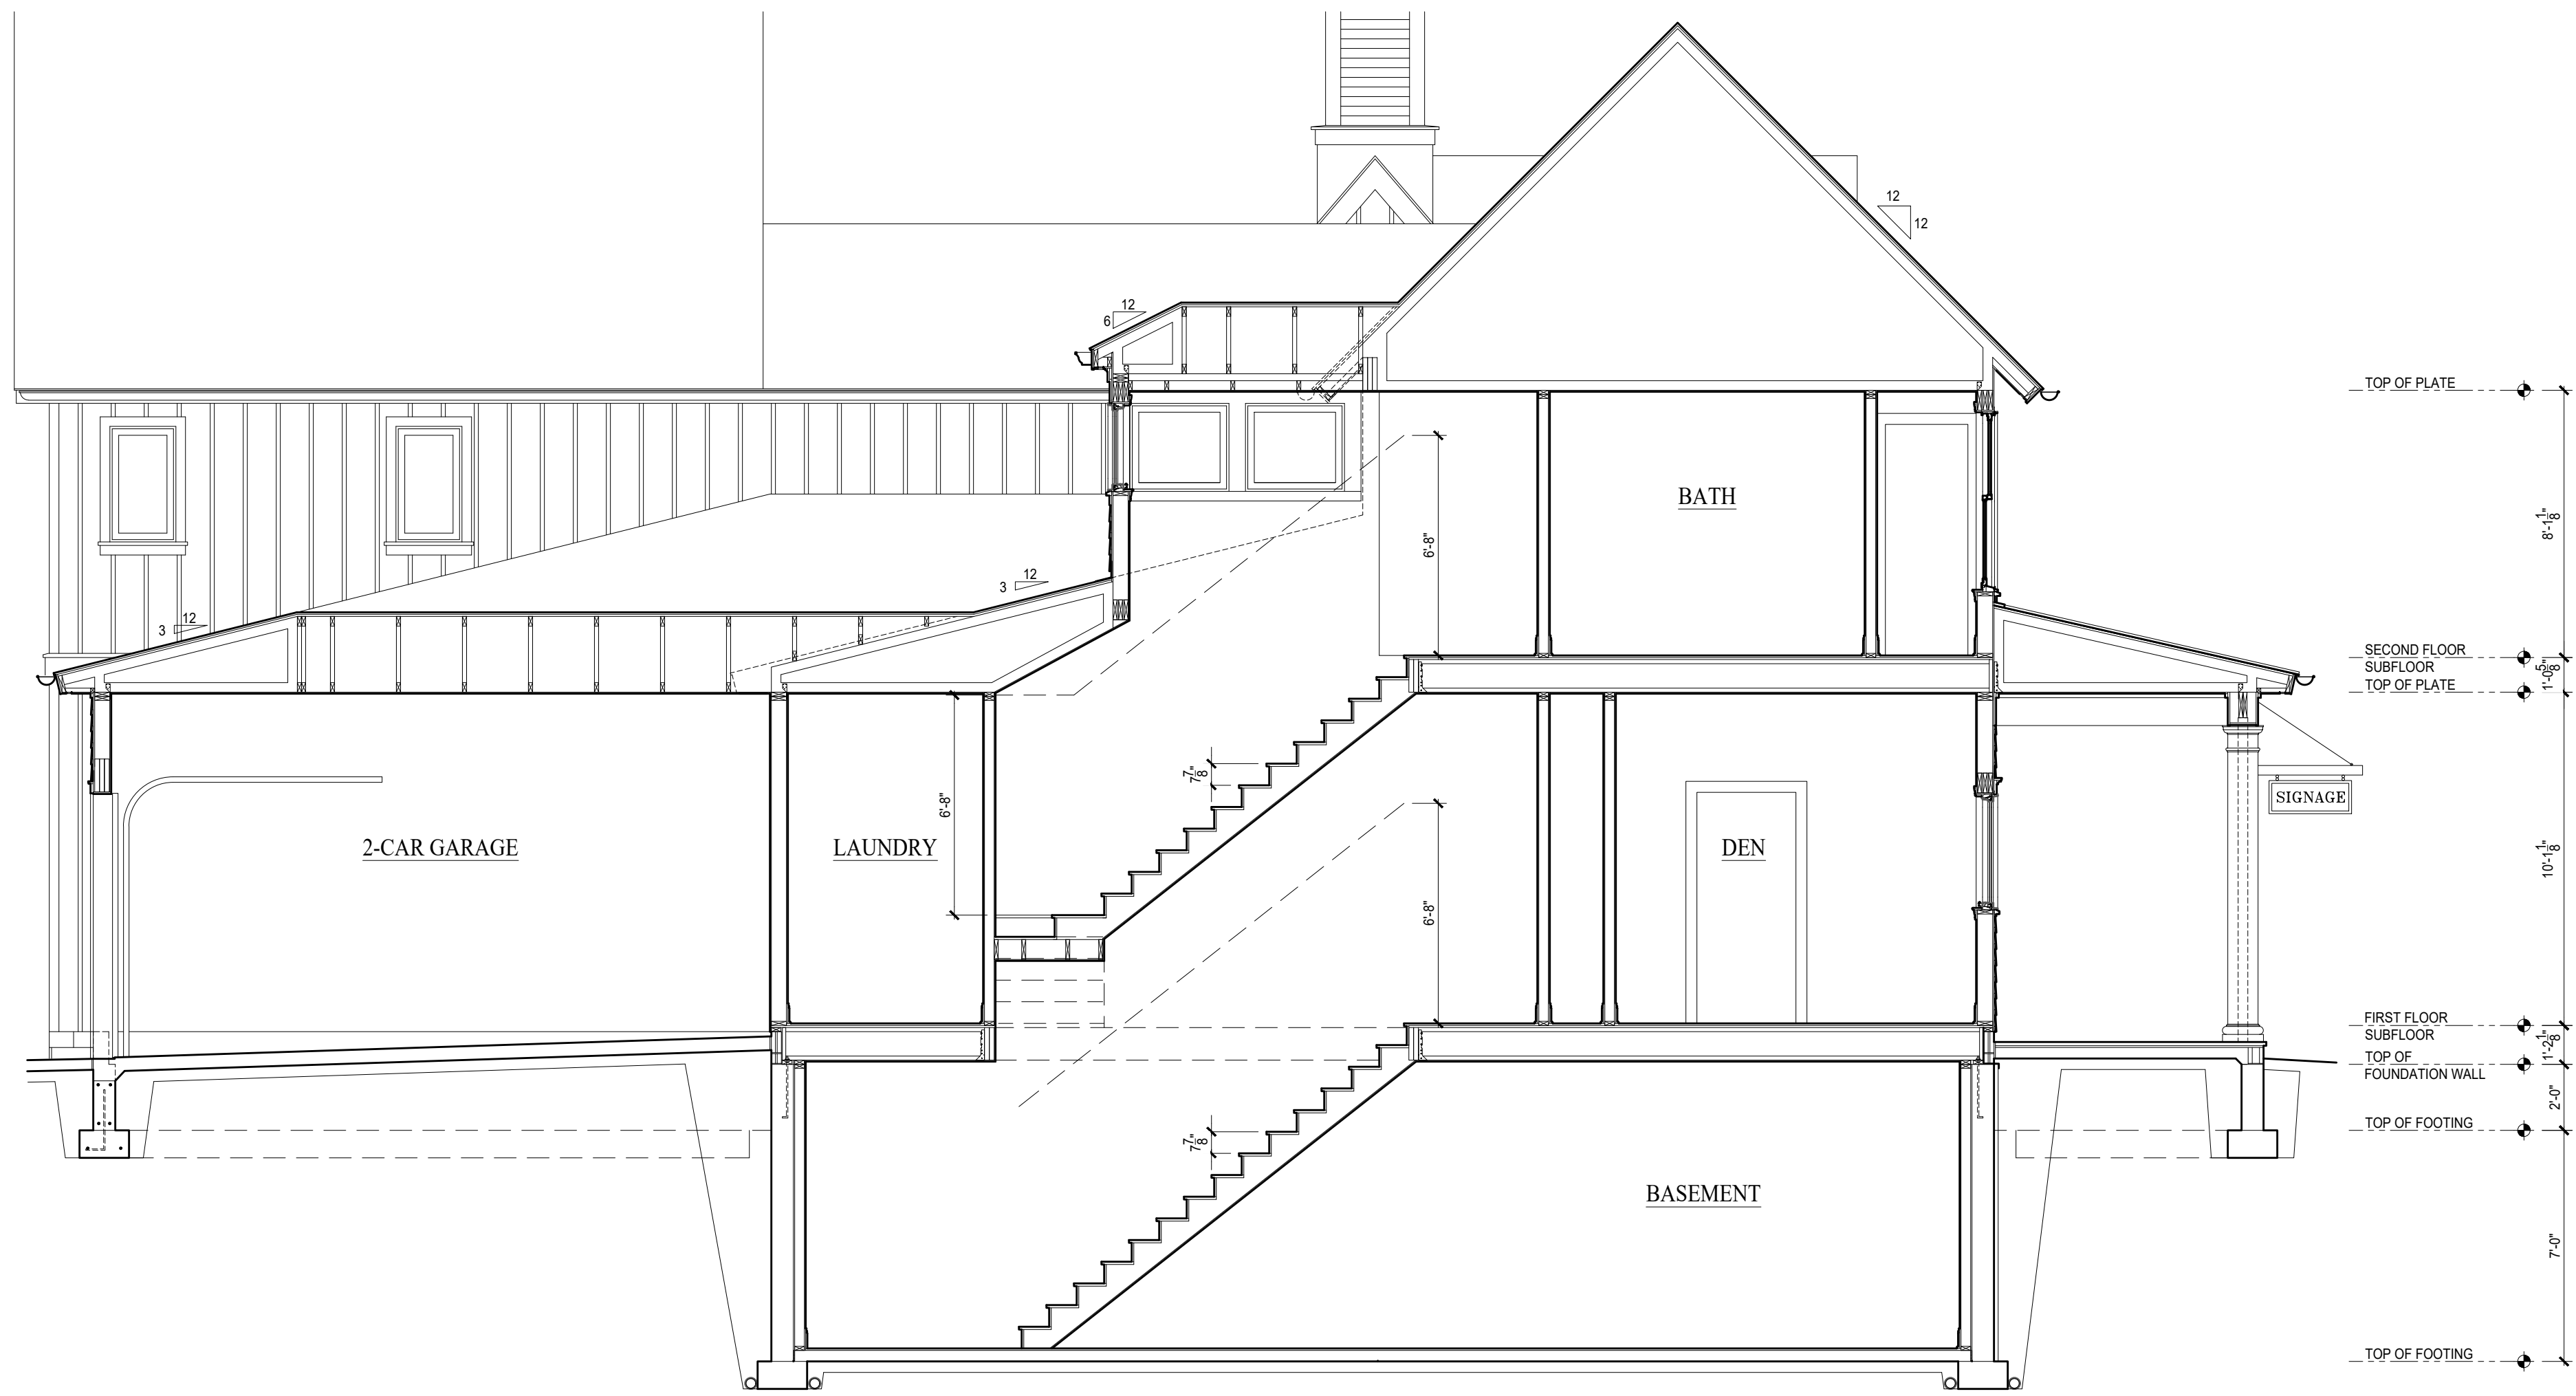 12
12
12
6
TOP OF PLATE
BATH
8'-1 1/8"
6'-8"
12
3
12
3
SECOND FLOOR
SUBFLOOR
1'-0 5/8"
TOP OF PLATE
7 7/8"
6'-8"
SIGNAGE
2-CAR GARAGE
LAUNDRY
DEN
10'-1 1/8"
6'-8"
FIRST FLOOR
SUBFLOOR
1'-2 1/8"
TOP OF
FOUNDATION WALL
2'-0"
TOP OF FOOTING
7 7/8"
BASEMENT
7'-0"
TOP OF FOOTING